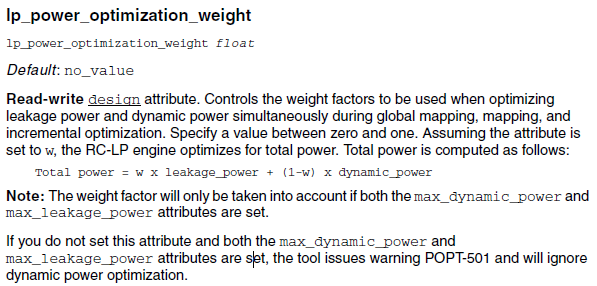 lp_power_optimization_weight
lp_power_optimization_weight float
Default: no_value
Read-write design attribute. Controls the weight factors to be used when optimizing
leakage power and dynamic power simultaneously during global mapping, mapping, and
incremental optimization. Specify a value between zero and one. Assuming the attribute is
set to w, the RC-LP engine optimizes for total power. Total power is computed as follows:
Total power = w x leakage_power + (1-w) x dynamic_power
Note: The weight factor will only be taken into account if both the max_dynamic_power and
max_leakage_power attributes are set.
If you do not set this attribute and both the max_dynamic_power and
max_leakage_power attributes are set, the tool issues warning POPT-501 and will ignore
dynamic power optimization.